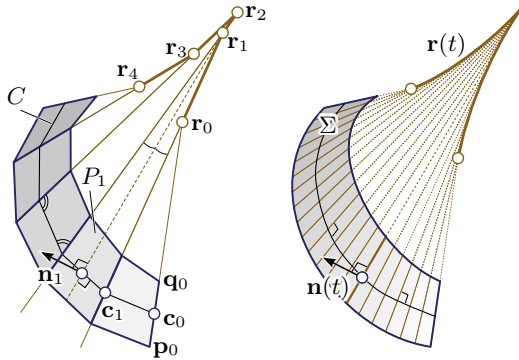 r₂
r₁
r₃
r₄
r₀
C
P₁
n₁
q₀
c₁
c₀
p₀
r(t)
Σ
n(t)